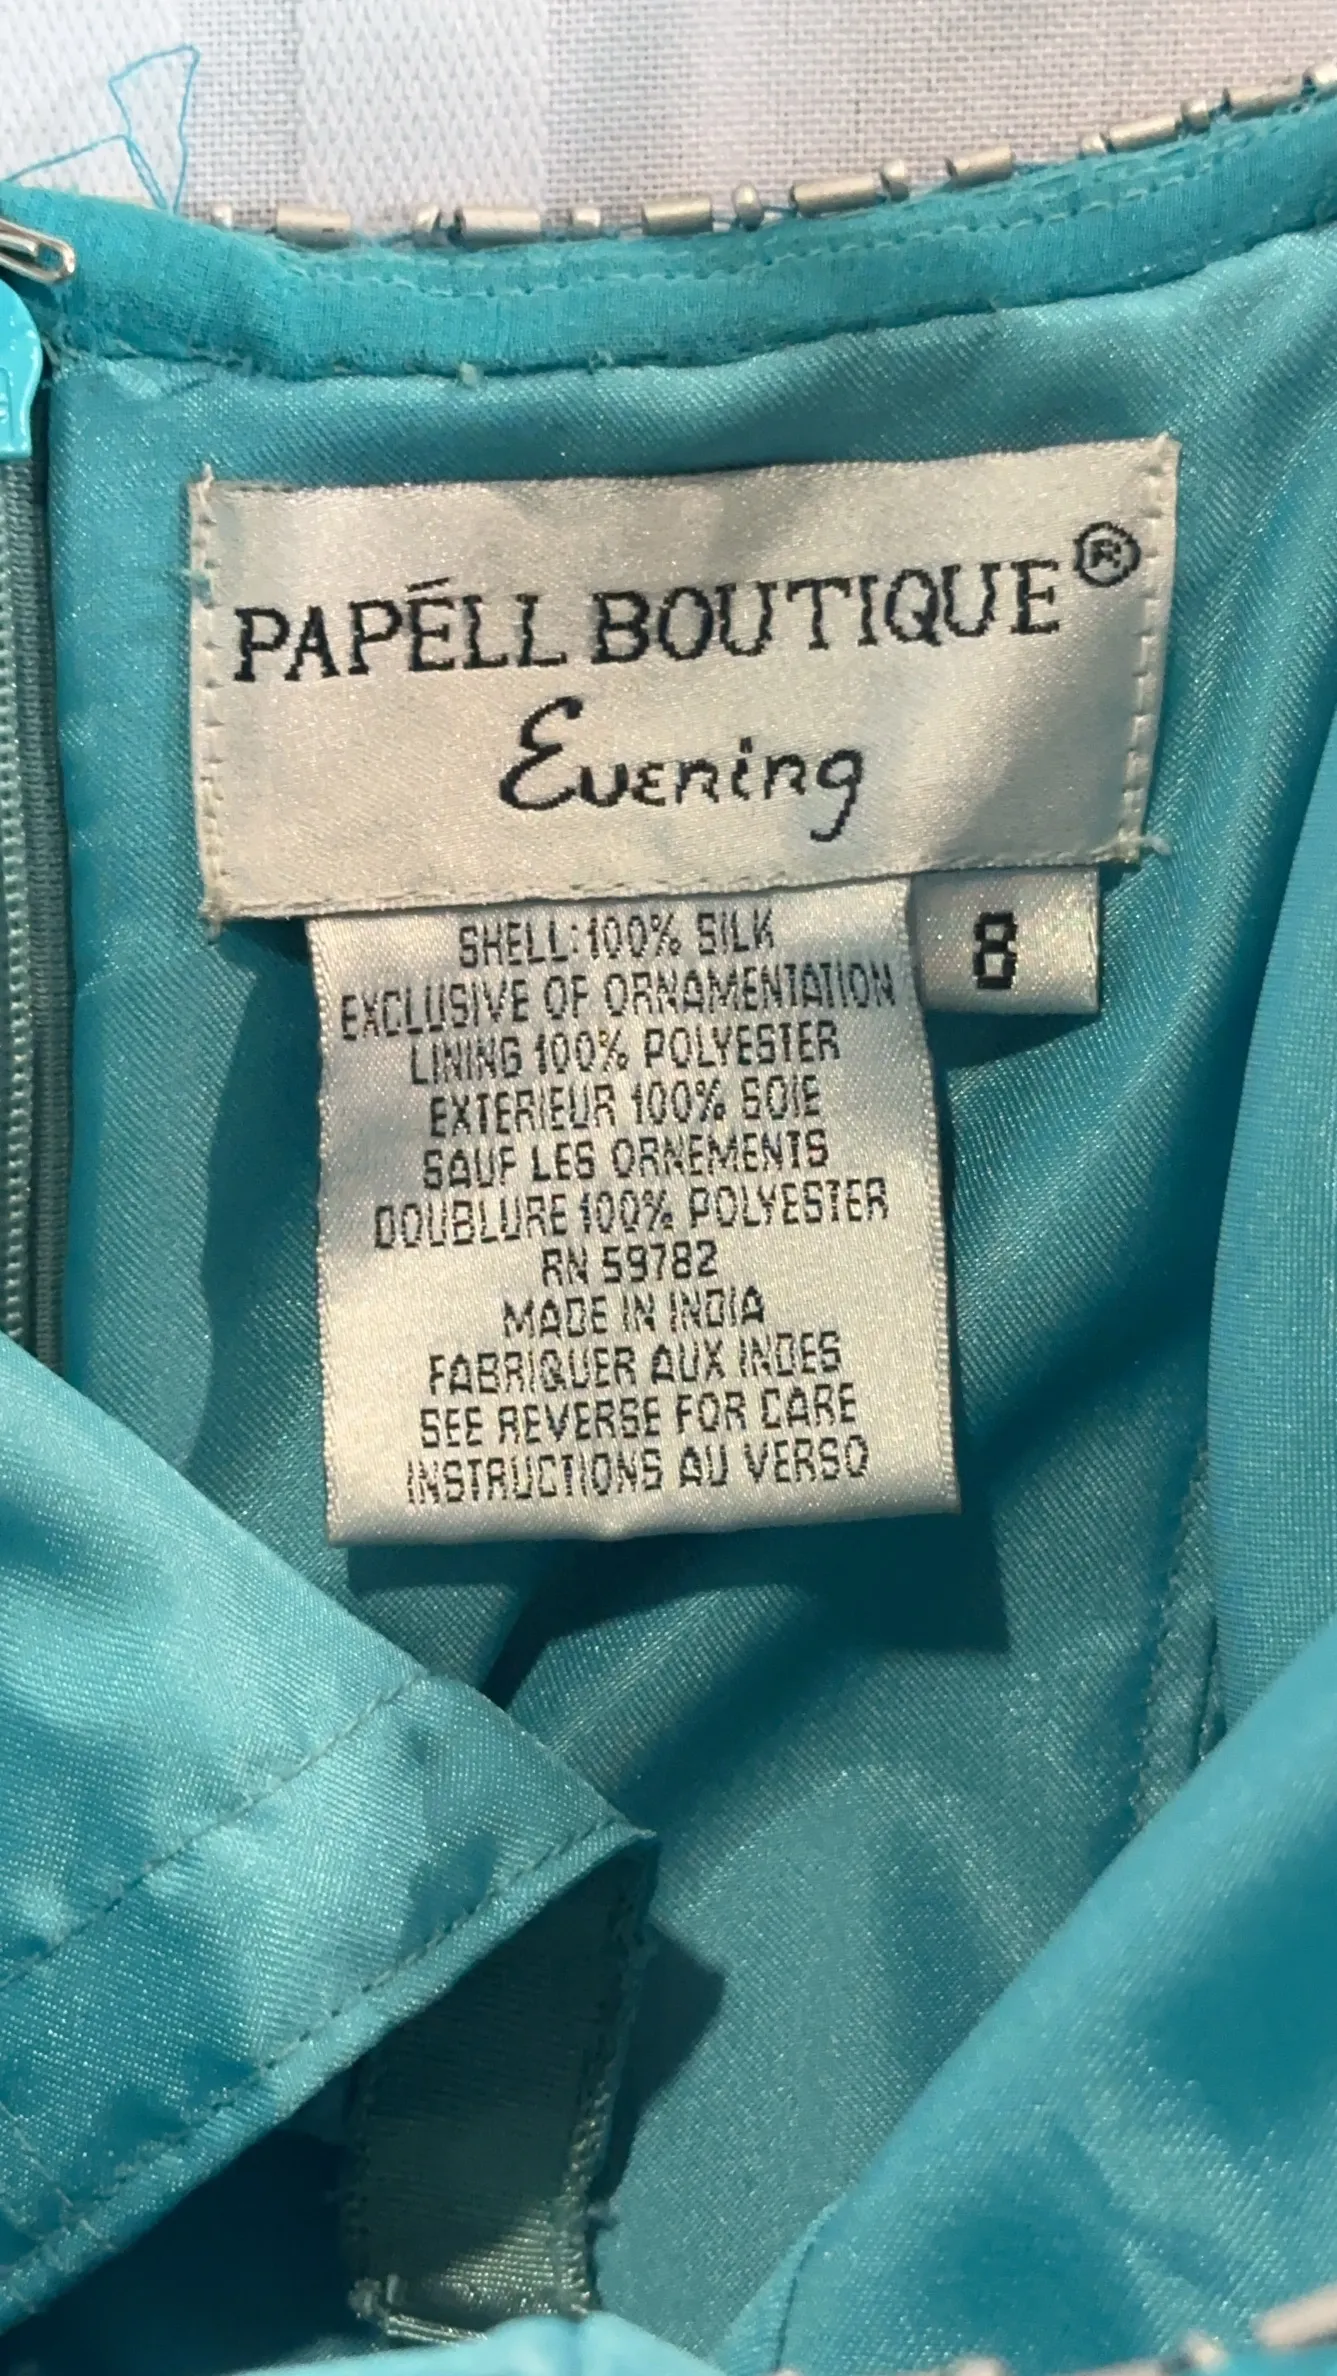 PAPĒLL BOUTIQUE®
Evening
8
SHELL: 100% SILK
EXCLUSIVE OF ORNAMENTATION
LINING 100% POLYESTER
EXTERIEUR 100% SOIE
SAUF LES ORNEMENTS
DOUBLURE 100% POLYESTER
RN 59782
MADE IN INDIA
FABRIQUER AUX INDES
SEE REVERSE FOR CARE
INSTRUCTIONS AU VERSO